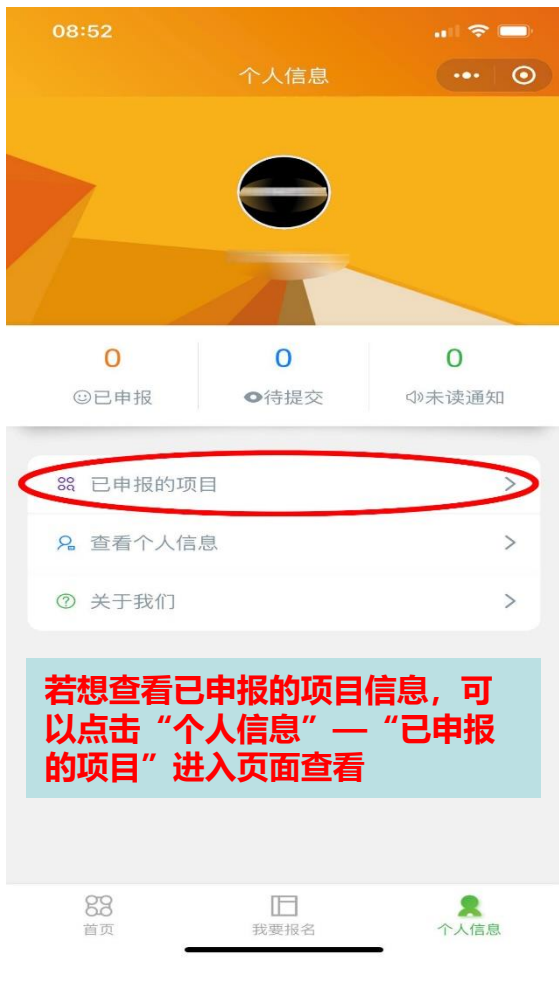 08:52
个人信息
0
0
0
已申报
待提交
未读通知
已申报的项目
查看个人信息
关于我们
若想查看已申报的项目信息，可
以点击“个人信息”—“已申报
的项目”进入页面查看
首页
我要报名
个人信息